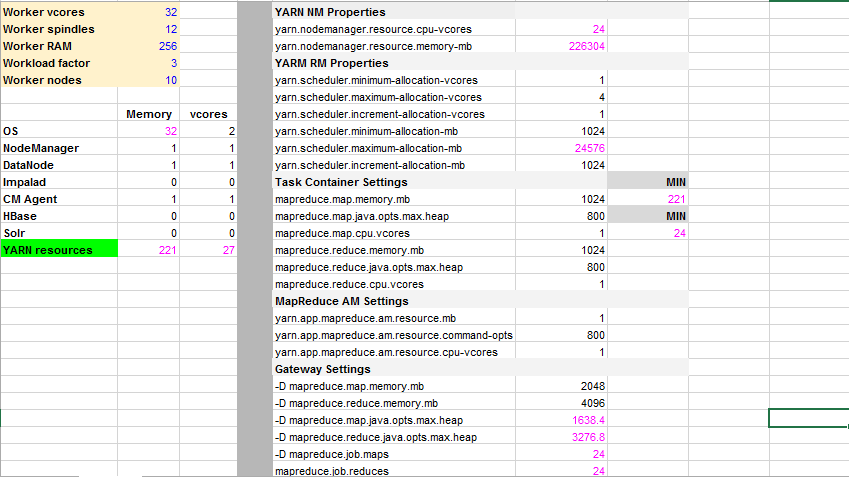 Worker vcores 32
Worker spindles 12
Worker RAM 256
Workload factor 3
Worker nodes 10
Memory vcores
OS 32 2
NodeManager 1 1
DataNode 1 1
Impalad 0 0
CM Agent 1 1
HBase 0 0
Solr 0 0
YARN resources 221 27
YARN NM Properties
yarn.nodemanager.resource.cpu-vcores 24
yarn.nodemanager.resource.memory-mb 226304
YARM RM Properties
yarn.scheduler.minimum-allocation-vcores 1
yarn.scheduler.maximum-allocation-vcores 4
yarn.scheduler.increment-allocation-vcores 1
yarn.scheduler.minimum-allocation-mb 1024
yarn.scheduler.maximum-allocation-mb 24576
yarn.scheduler.increment-allocation-mb 1024
Task Container Settings MIN
mapreduce.map.memory.mb 1024 221
mapreduce.map.java.opts.max.heap 800 MIN
mapreduce.map.cpu.vcores 1 24
mapreduce.reduce.memory.mb 1024
mapreduce.reduce.java.opts.max.heap 800
mapreduce.reduce.cpu.vcores 1
MapReduce AM Settings
yarn.app.mapreduce.am.resource.mb 1
yarn.app.mapreduce.am.resource.command-opts 800
yarn.app.mapreduce.am.resource.cpu-vcores 1
Gateway Settings
-D mapreduce.map.memory.mb 2048
-D mapreduce.reduce.memory.mb 4096
-D mapreduce.map.java.opts.max.heap 1638.4
-D mapreduce.reduce.java.opts.max.heap 3276.8
-D mapreduce.job.maps 24
mapreduce.job.reduces 24